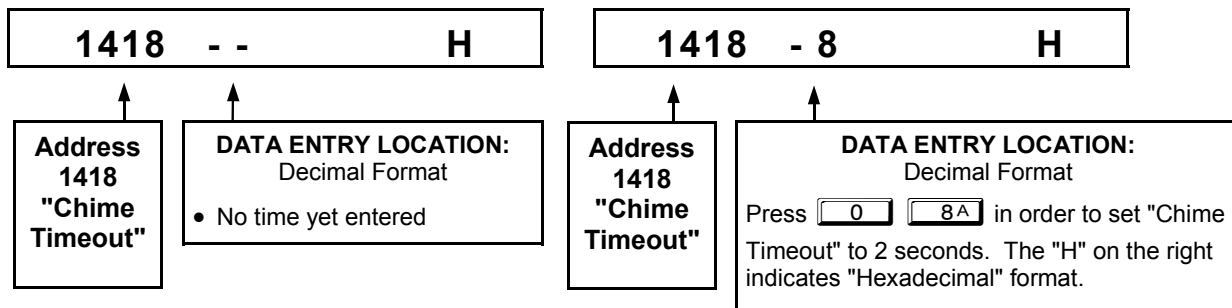 1418 - - H
1418 - 8 H
Address
1418
"Chime
Timeout"
DATA ENTRY LOCATION:
Decimal Format
• No time yet entered
Address
1418
"Chime
Timeout"
DATA ENTRY LOCATION:
Decimal Format
Press 0 8 A in order to set "Chime
Timeout" to 2 seconds. The "H" on the right
indicates "Hexadecimal" format.